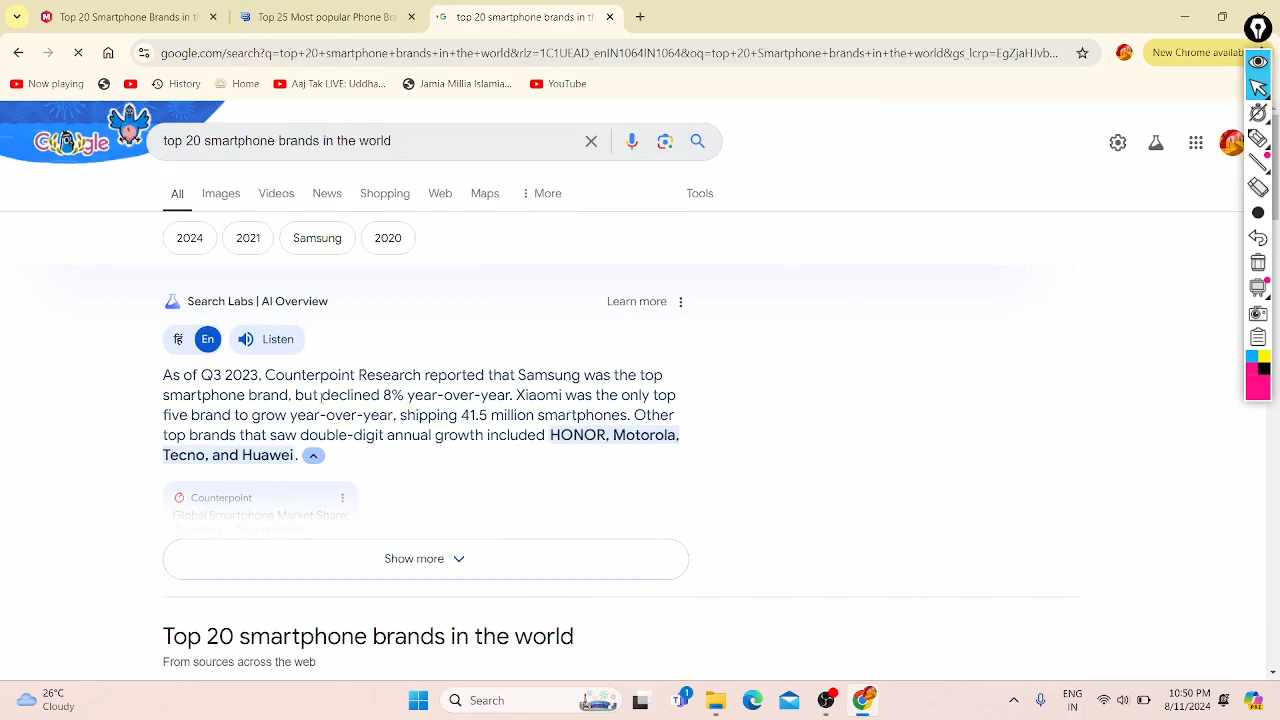 Top 20 Smartphone Brands in t
Top 25 Most popular Phone Bra
top 20 smartphone brands in th
google.com/search?q=top+20+smartphone+brands+in+the+world&rlz=1C1UEAD_enIN1064IN1064&oq=top+20+Smartphone+brands+in+the+world&gs_lcrp=EgZjaHJvb...
New Chrome availab
Now playing
History
Home
Aaj Tak LIVE: Uddha...
Jamia Millia Islamia...
YouTube
Google
top 20 smartphone brands in the world
All Images Videos News Shopping Web Maps More Tools
2024 2021 Samsung 2020
Search Labs | AI Overview
Learn more
हि En Listen
As of Q3 2023, Counterpoint Research reported that Samsung was the top
smartphone brand, but declined 8% year-over-year. Xiaomi was the only top
five brand to grow year-over-year, shipping 41.5 million smartphones. Other
top brands that saw double-digit annual growth included HONOR, Motorola,
Tecno, and Huawei.
Counterpoint
Global Smartphone Market Share:
Show more
Top 20 smartphone brands in the world
From sources across the web
26°C
Cloudy
Search
1
ENG
IN
10:50 PM
8/11/2024
PRE